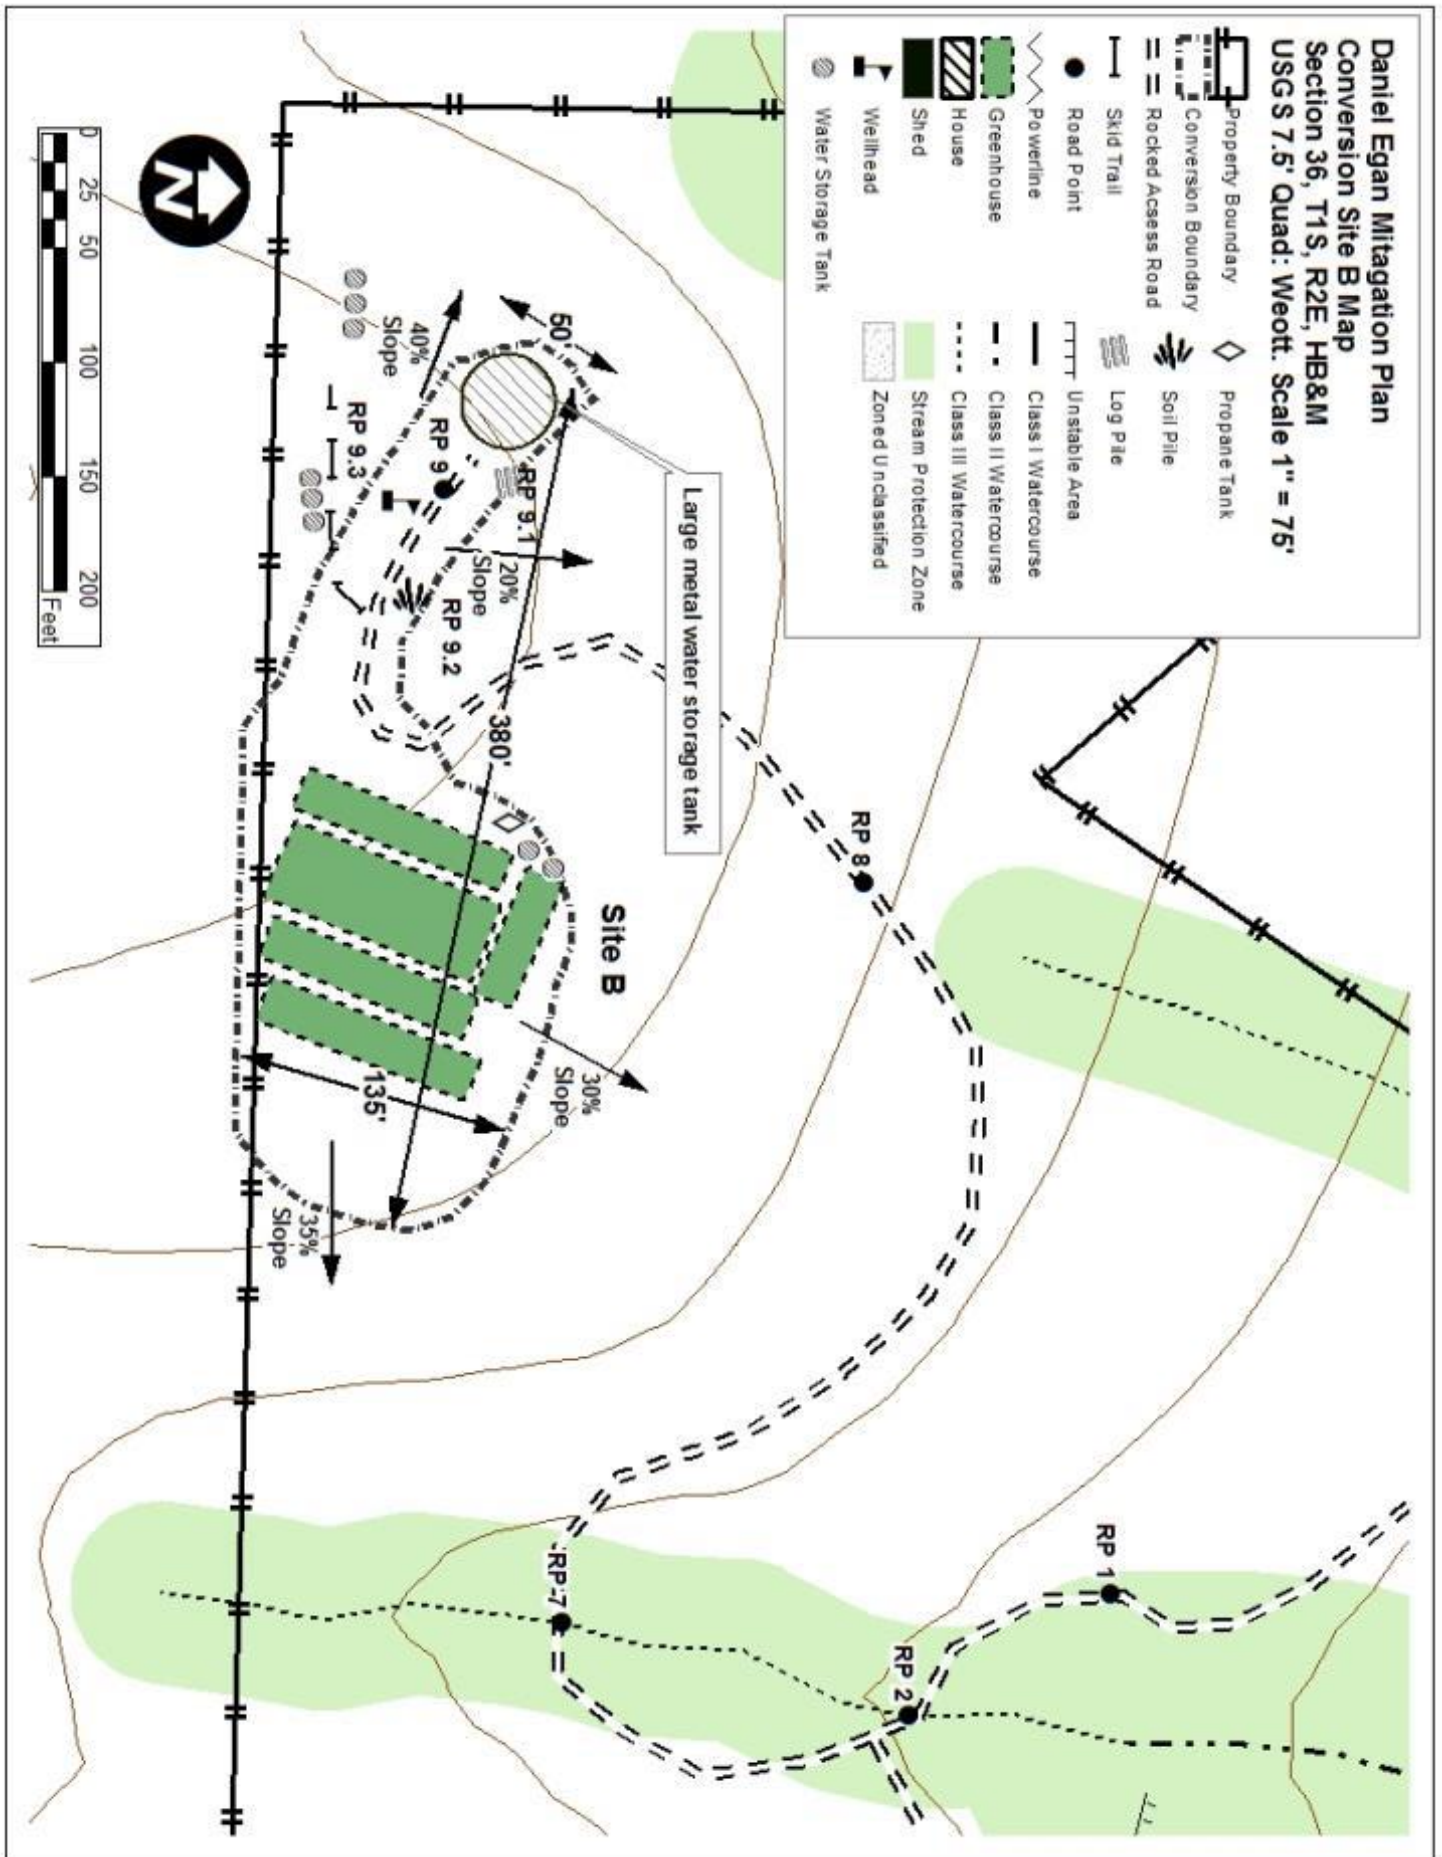 Daniel Egan Mitagation Plan
Conversion Site B Map
Section 36, T1S, R2E, HB&M
USGS 7.5' Quad: Weott. Scale 1" = 75'
Property Boundary
Conversion Boundary
Rocked Acsess Road
Skid Trail
Road Point
Powerline
Greenhouse
House
Shed
Wellhead
Water Storage Tank
Propane Tank
Soil Pile
Log Pile
Unstable Area
Class I Watercourse
Class II Watercourse
Class III Watercourse
Stream Protection Zone
Zoned Unclassified
RP 8
RP 1
RP 2
RP 7
Large metal water storage tank
Site B
50'
380'
135'
30%
Slope
35%
Slope
20%
Slope
40%
Slope
RP 9
RP 9.1
RP 9.2
RP 9.3
N
0 25 50 100 150 200
Feet